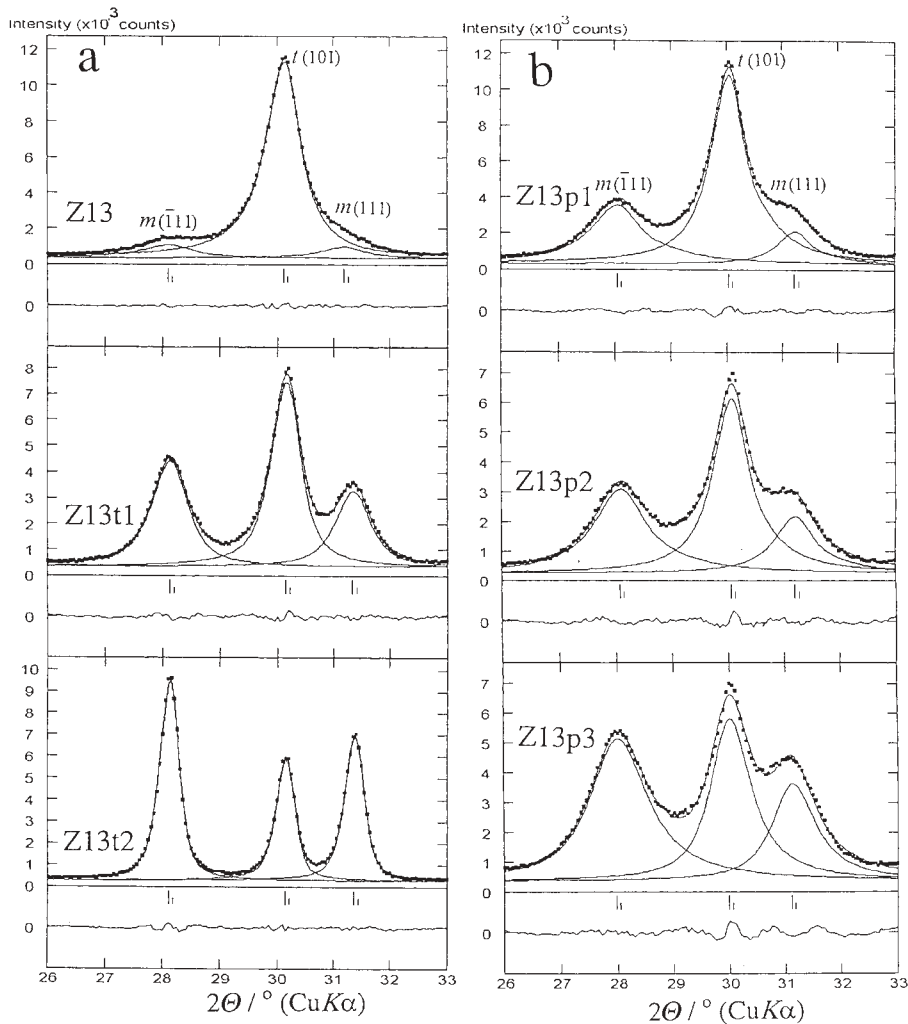 Intensity (x10³ counts)
a
12
10
8
6
4
2
0
t(101)
m(1̄11)
m(111)
Z13
0
8
7
6
5
4
3
2
1
0
Z13t1
0
10
9
8
7
6
5
4
3
2
1
0
Z13t2
0
26 27 28 29 30 31 32 33
2Θ / ° (CuKα)
Intensity (x10³ counts)
b
12
10
8
6
4
2
0
t(101)
m(1̄11)
m(111)
Z13p1
0
7
6
5
4
3
2
1
0
Z13p2
0
7
6
5
4
3
2
1
0
Z13p3
0
26 27 28 29 30 31 32 33
2Θ / ° (CuKα)